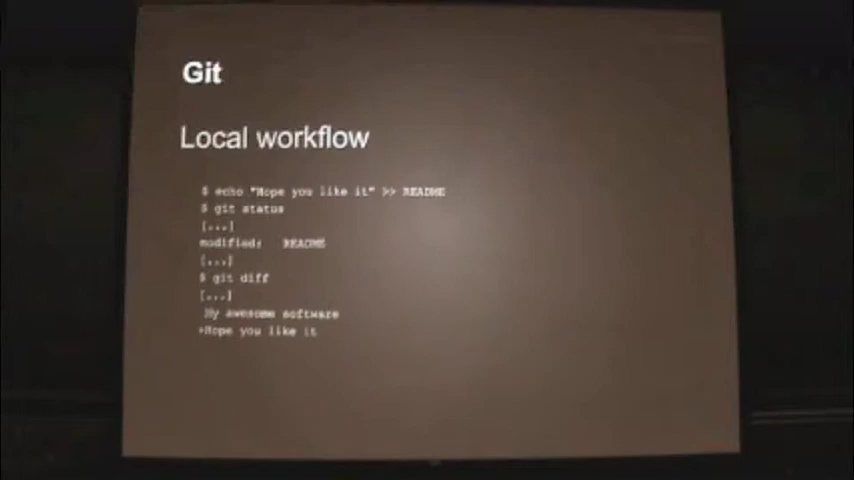 Git
Local workflow
$ echo "Hope you like it" >> README
$ git status
[...]
modified:   README
[...]
$ git diff
[...]
 My awesome software
+Hope you like it